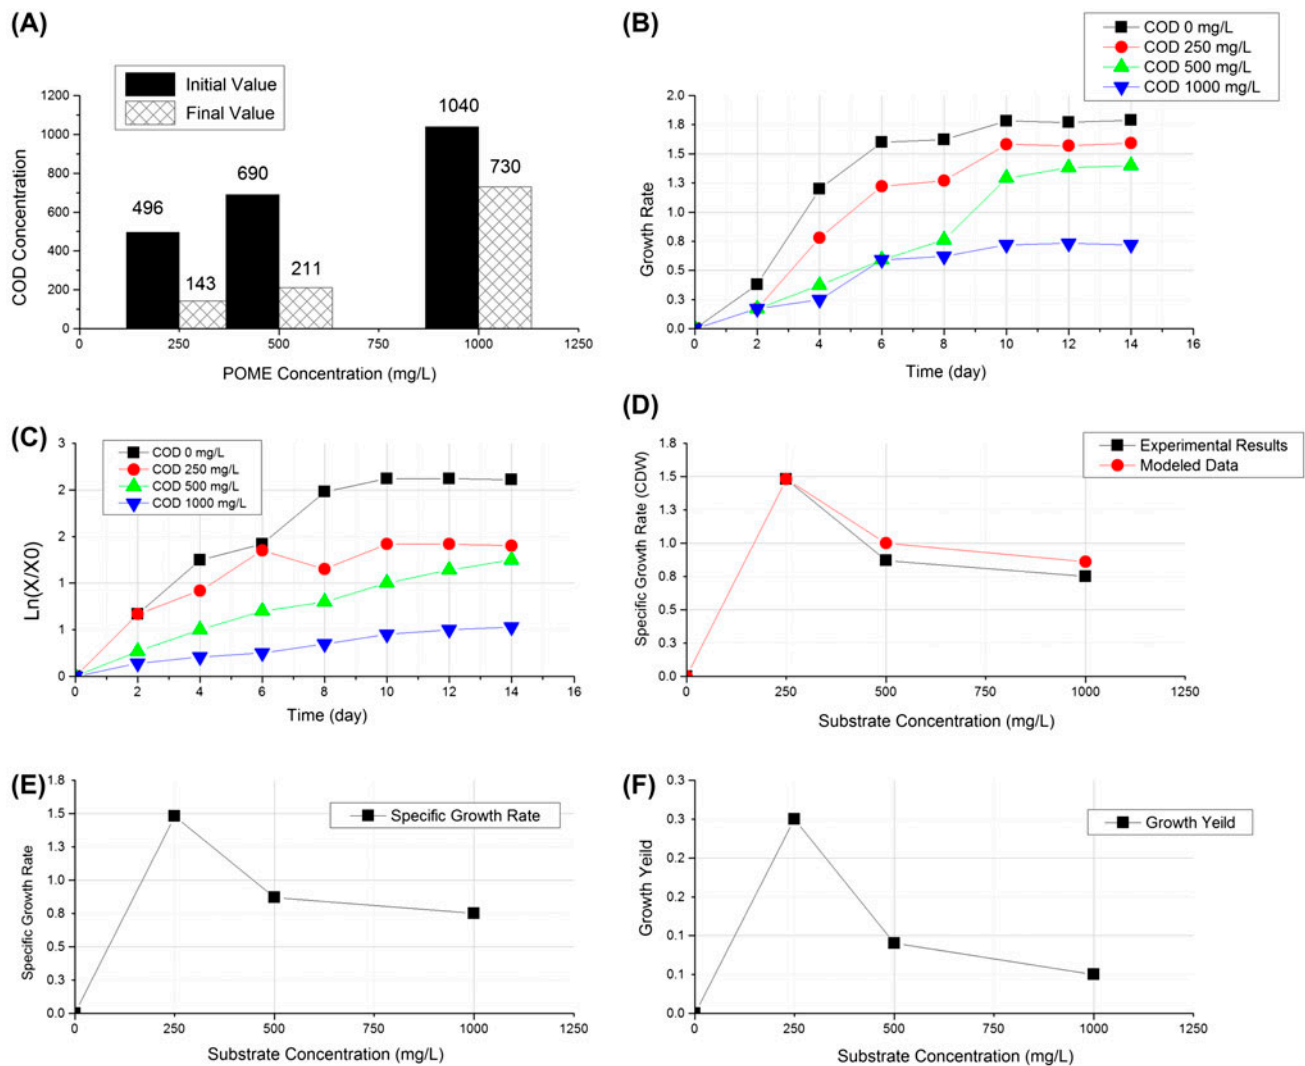 (A)
Initial Value
Final Value
COD Concentration
1200
1000
800
600
400
200
0
496
143
690
211
1040
730
0 250 500 750 1000 1250
POME Concentration (mg/L)
(B)
COD 0 mg/L
COD 250 mg/L
COD 500 mg/L
COD 1000 mg/L
Growth Rate
2.0
1.8
1.5
1.3
1.0
0.8
0.5
0.3
0.0
0 2 4 6 8 10 12 14 16
Time (day)
(C)
COD 0 mg/L
COD 250 mg/L
COD 500 mg/L
COD 1000 mg/L
Ln(X/X0)
3
2
2
1
1
0
0 2 4 6 8 10 12 14 16
Time (day)
(D)
Experimental Results
Modeled Data
Specific Growth Rate (CDW)
1.8
1.5
1.3
1.0
0.8
0.5
0.3
0.0
0 250 500 750 1000 1250
Substrate Concentration (mg/L)
(E)
Specific Growth Rate
Specific Growth Rate
1.8
1.5
1.3
1.0
0.8
0.5
0.3
0.0
0 250 500 750 1000 1250
Substrate Concentration (mg/L)
(F)
Growth Yeild
Growth Yeild
0.3
0.3
0.2
0.2
0.1
0.1
0.0
0 250 500 750 1000 1250
Substrate Concentration (mg/L)